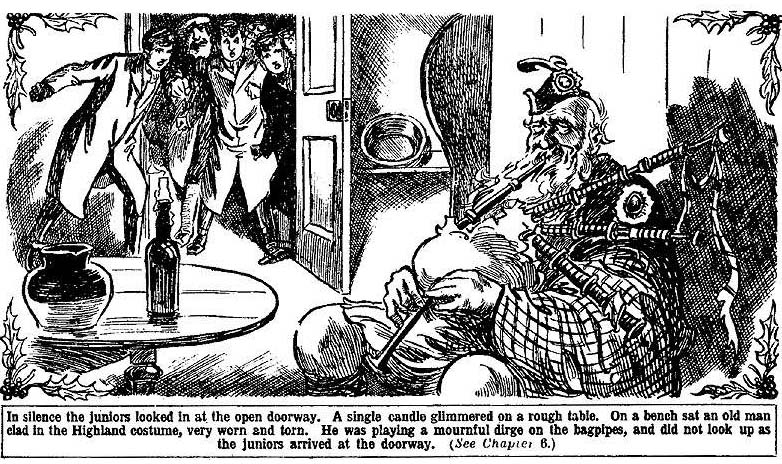 In silence the juniors looked in at the open doorway. A single candle glimmered on a rough table. On a bench sat an old man
clad in the Highland costume, very worn and torn. He was playing a mournful dirge on the bagpipes, and did not look up as
the juniors arrived at the doorway. (See Chapter 6.)